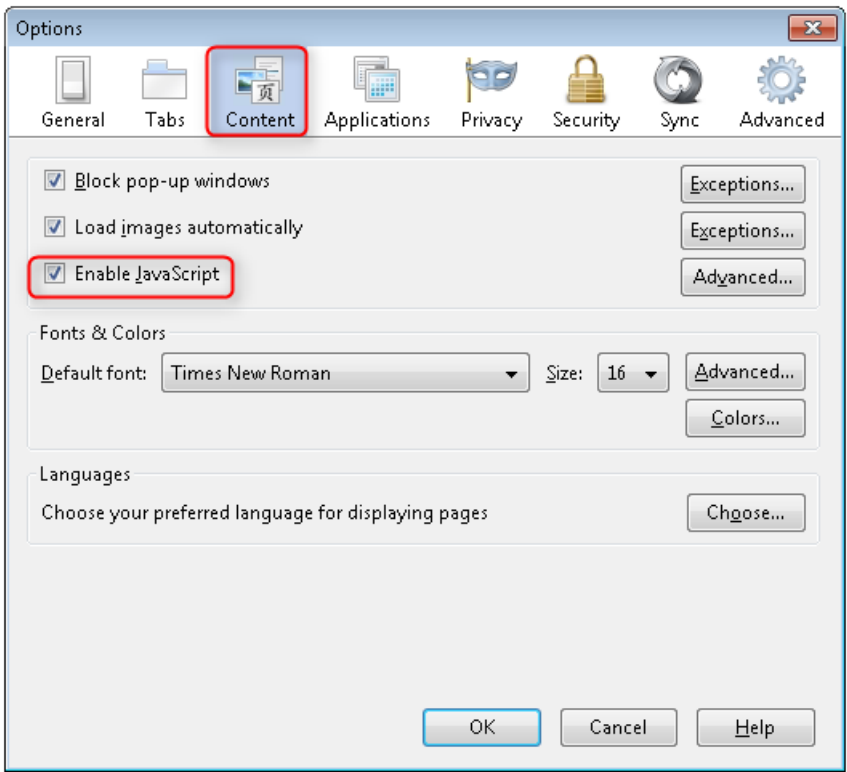 Options
页
General Tabs Content Applications Privacy Security Sync Advanced
Block pop-up windows Exceptions...
Load images automatically Exceptions...
Enable JavaScript Advanced...
Fonts & Colors
Default font: Times New Roman Size: 16 Advanced...
Colors...
Languages
Choose your preferred language for displaying pages Choose...
OK Cancel Help